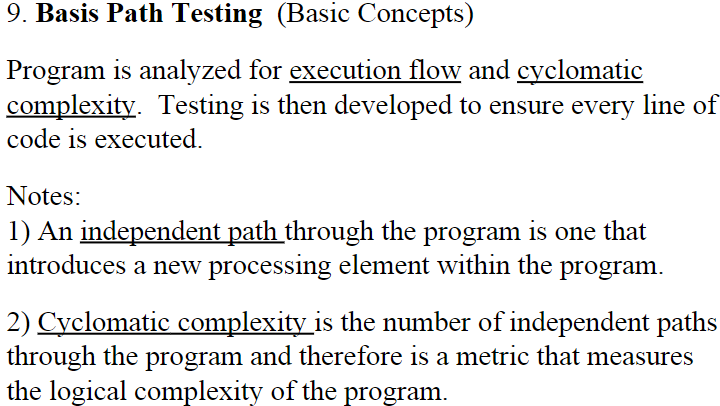 9. Basis Path Testing (Basic Concepts)
Program is analyzed for execution flow and cyclomatic
complexity. Testing is then developed to ensure every line of
code is executed.
Notes:
1) An independent path through the program is one that
introduces a new processing element within the program.
2) Cyclomatic complexity is the number of independent paths
through the program and therefore is a metric that measures
the logical complexity of the program.